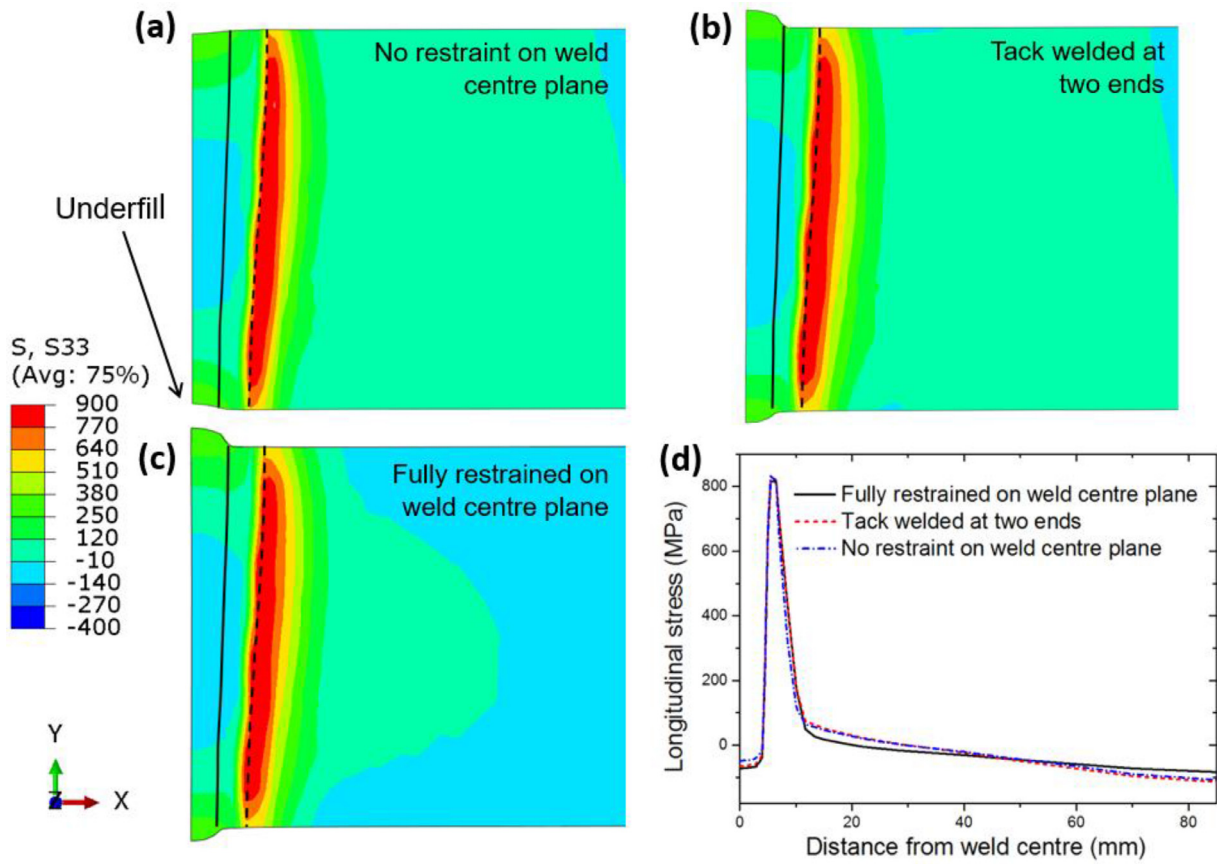 (a)
No restraint on weld
centre plane
(b)
Tack welded at
two ends
Underfill
S, S33
(Avg: 75%)
900
770
640
510
380
250
120
-10
-140
-270
-400
(c)
Fully restrained on
weld centre plane
Y
Z
X
(d)
Fully restrained on weld centre plane
Tack welded at two ends
No restraint on weld centre plane
Longitudinal stress (MPa)
800
600
400
200
0
0
20
40
60
80
Distance from weld centre (mm)